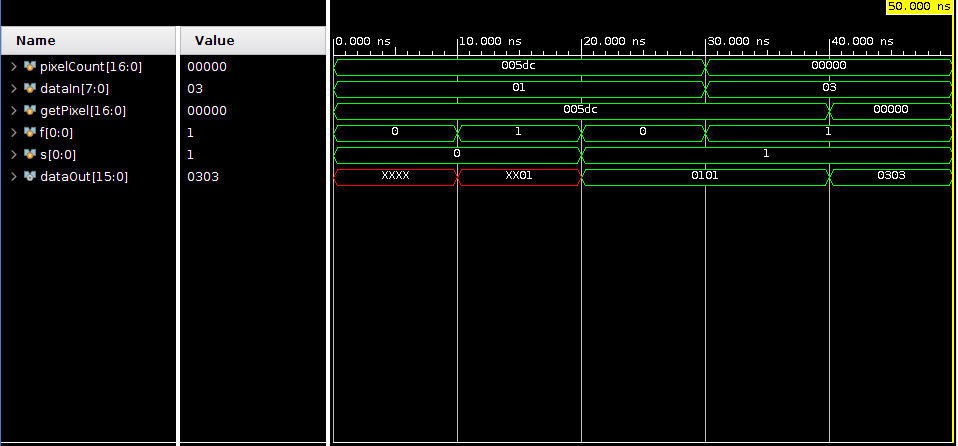 50.000 ns
Name Value
0.000 ns 10.000 ns 20.000 ns 30.000 ns 40.000 ns
pixelCount[16:0] 00000 005dc 00000
dataIn[7:0] 03 01 03
getPixel[16:0] 00000 005dc 00000
f[0:0] 1 0 1 0 1
s[0:0] 1 0 1
dataOut[15:0] 0303 XXXX XX01 0101 0303